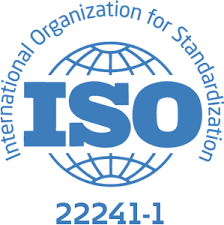 International Organization for Standardization
ISO
22241-1